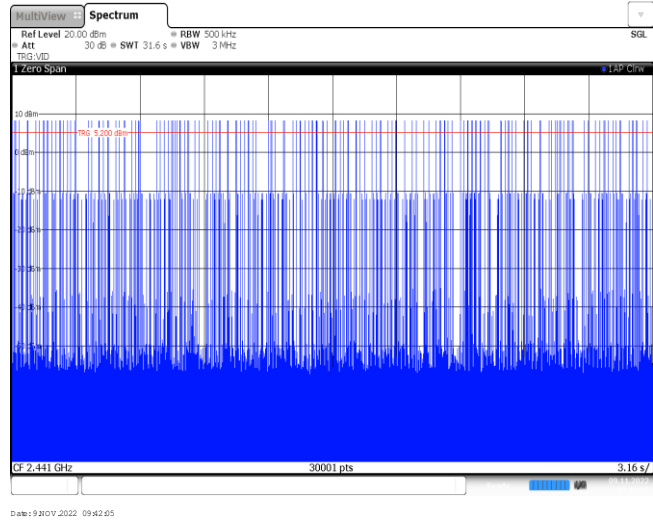 MultiView Spectrum
Ref Level 20.00 dBm RBW 500 kHz SGL
Att 30 dB SWT 31.6 s VBW 3 MHz
TRG:VID
1 Zero Span 1AP Clrw
10 dBm
TRG 5.200 dBm
0 dBm
-10 dBm
-20 dBm
-30 dBm
-40 dBm
CF 2.441 GHz 30001 pts 3.16 s/
Date: 9.NOV.2022 09:42:05